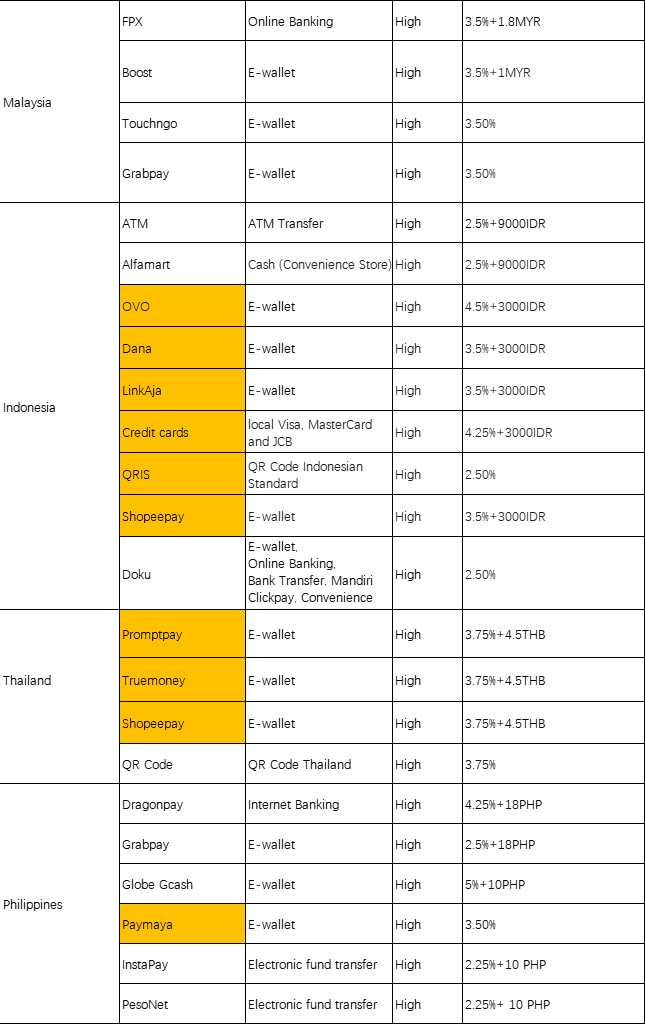 Malaysia
FPX Online Banking High 3.5%+1.8MYR
Boost E-wallet High 3.5%+1MYR
Touchngo E-wallet High 3.50%
Grabpay E-wallet High 3.50%
Indonesia
ATM ATM Transfer High 2.5%+9000IDR
Alfamart Cash (Convenience Store) High 2.5%+9000IDR
OVO E-wallet High 4.5%+3000IDR
Dana E-wallet High 3.5%+3000IDR
LinkAja E-wallet High 3.5%+3000IDR
Credit cards local Visa, MasterCard
and JCB High 4.25%+3000IDR
QRIS QR Code Indonesian
Standard High 2.50%
Shopeepay E-wallet High 3.5%+3000IDR
Doku E-wallet,
Online Banking,
Bank Transfer, Mandiri
Clickpay, Convenience High 2.50%
Thailand
Promptpay E-wallet High 3.75%+4.5THB
Truemoney E-wallet High 3.75%+4.5THB
Shopeepay E-wallet High 3.75%+4.5THB
QR Code QR Code Thailand High 3.75%
Philippines
Dragonpay Internet Banking High 4.25%+18PHP
Grabpay E-wallet High 2.5%+18PHP
Globe Gcash E-wallet High 5%+10PHP
Paymaya E-wallet High 3.50%
InstaPay Electronic fund transfer High 2.25%+10 PHP
PesoNet Electronic fund transfer High 2.25%+ 10 PHP